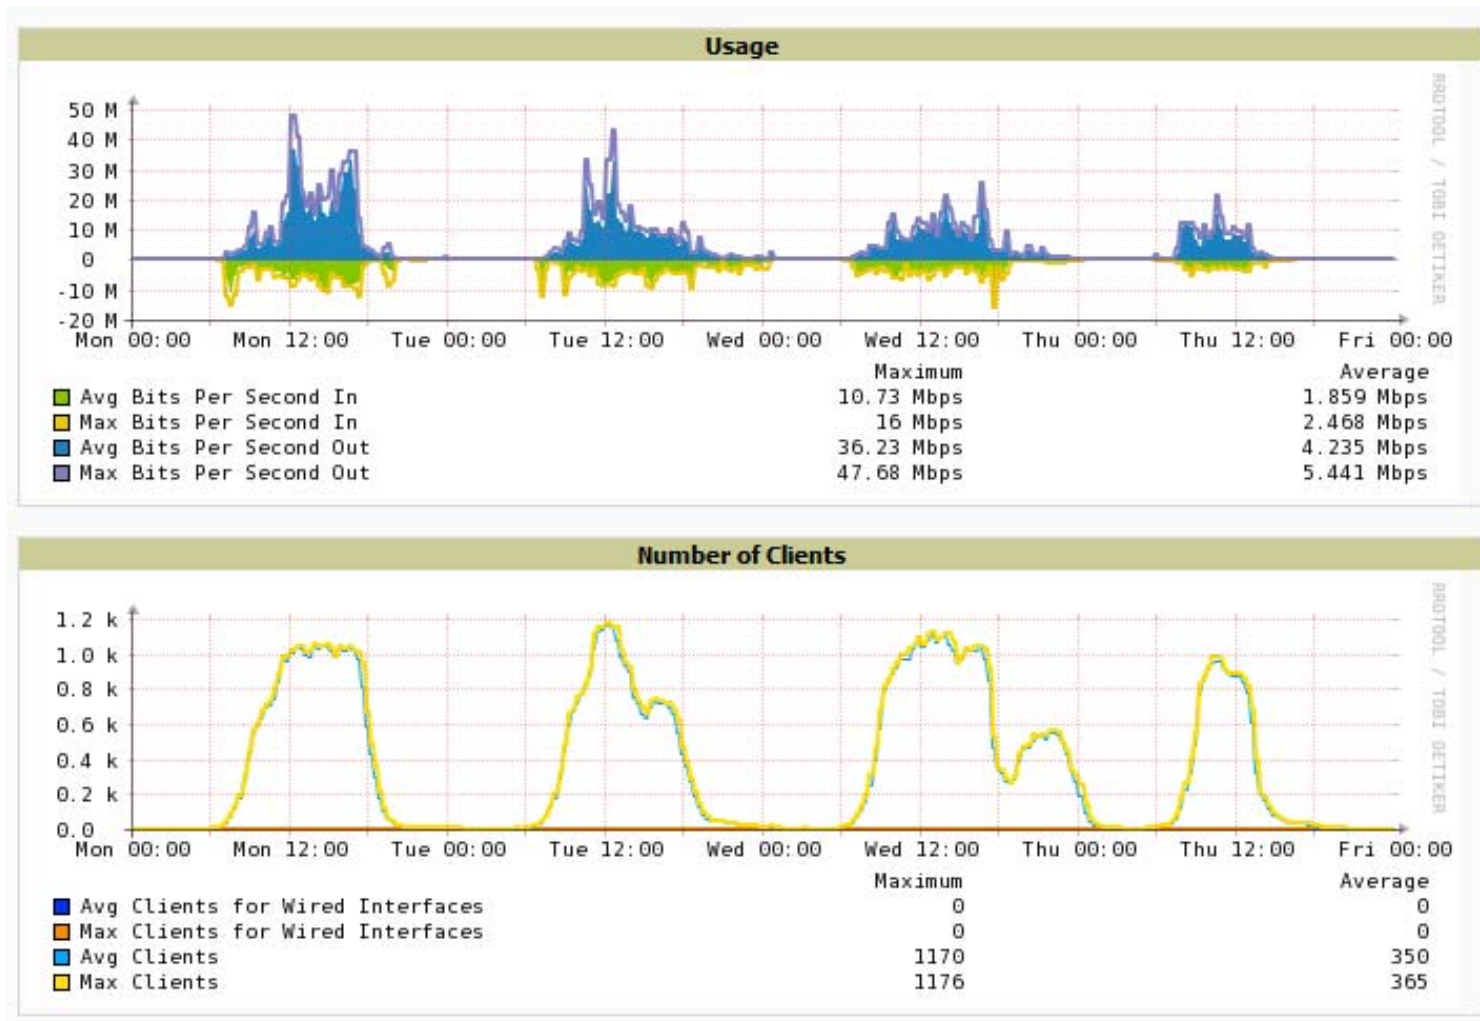 Usage
RRDTOOL / TOBI OETIKER
50 M
40 M
30 M
20 M
10 M
0
-10 M
-20 M
Mon 00:00 Mon 12:00 Tue 00:00 Tue 12:00 Wed 00:00 Wed 12:00 Thu 00:00 Thu 12:00 Fri 00:00
Maximum Average
Avg Bits Per Second In 10.73 Mbps 1.859 Mbps
Max Bits Per Second In 16 Mbps 2.468 Mbps
Avg Bits Per Second Out 36.23 Mbps 4.235 Mbps
Max Bits Per Second Out 47.68 Mbps 5.441 Mbps
Number of Clients
RRDTOOL / TOBI OETIKER
1.2 k
1.0 k
0.8 k
0.6 k
0.4 k
0.2 k
0.0
Mon 00:00 Mon 12:00 Tue 00:00 Tue 12:00 Wed 00:00 Wed 12:00 Thu 00:00 Thu 12:00 Fri 00:00
Maximum Average
Avg Clients for Wired Interfaces 0 0
Max Clients for Wired Interfaces 0 0
Avg Clients 1170 350
Max Clients 1176 365